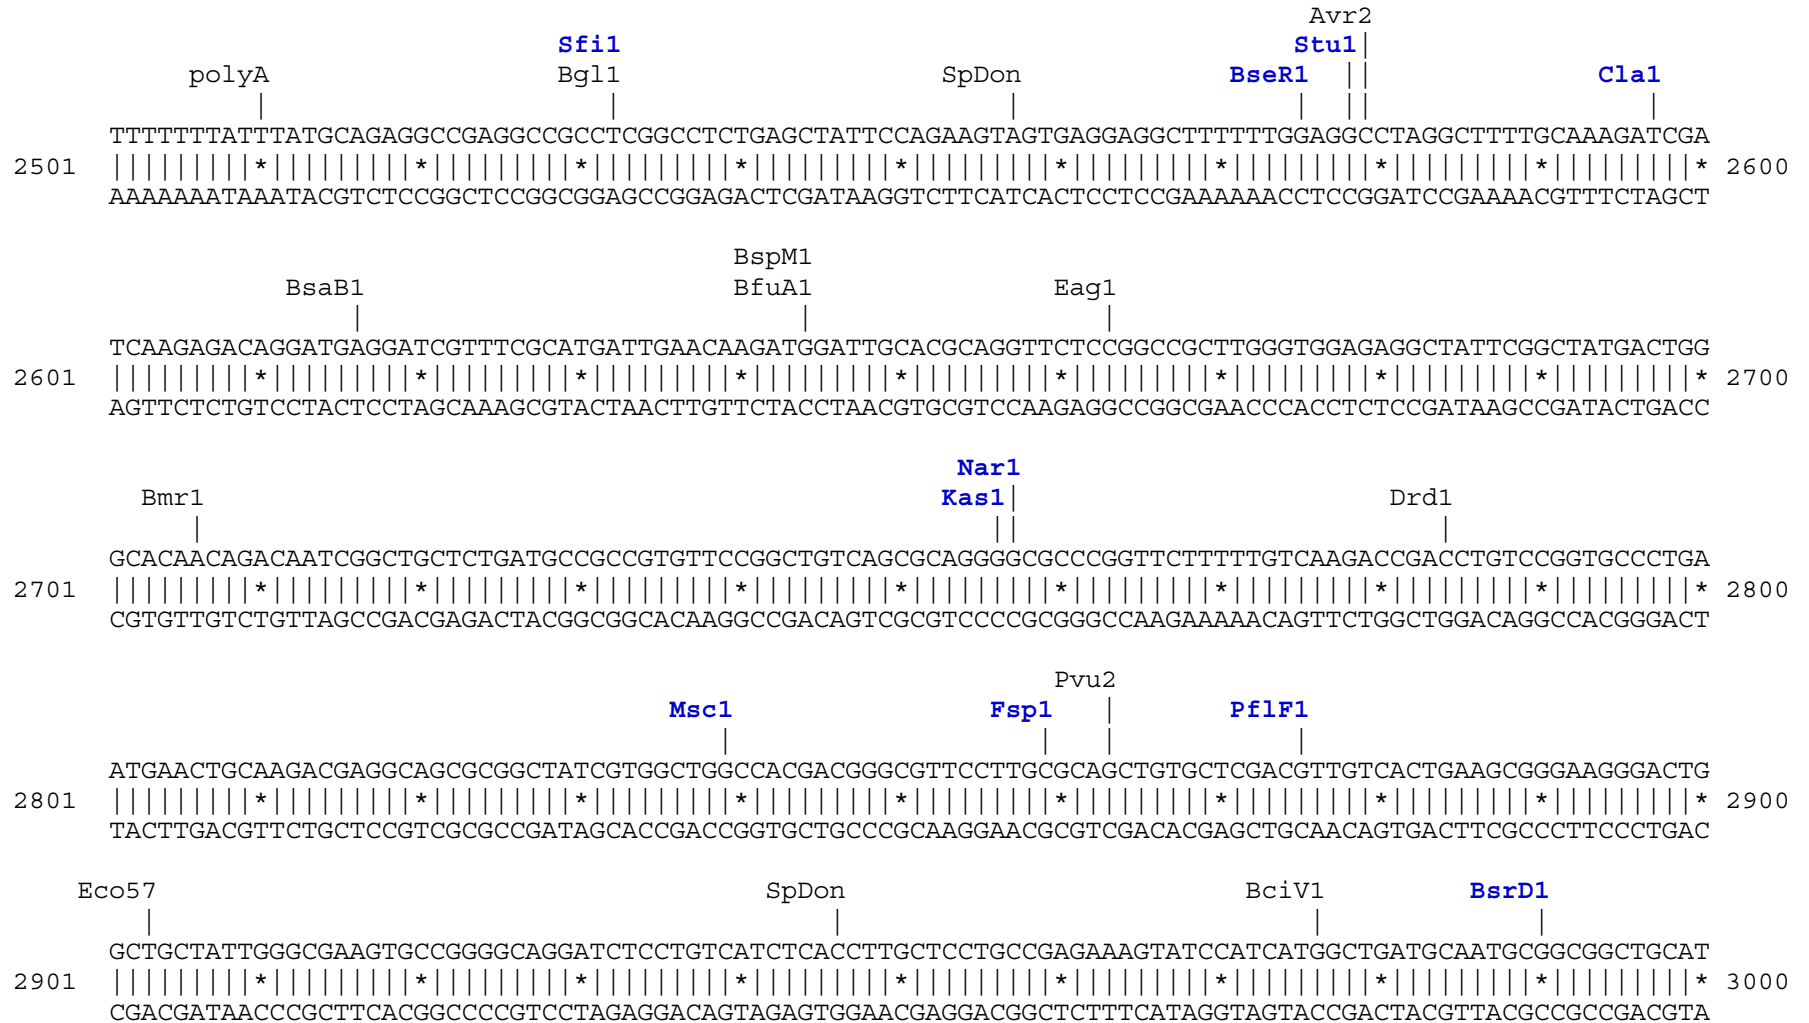 Avr2
Sfi1 Stu1|
polyA Bgl1 SpDon BseR1 || Cla1
| | | | || |
TTTTTTTATTTATGCAGAGGCCGAGGCCGCCTCGGCCTCTGAGCTATTCCAGAAGTAGTGAGGAGGCTTTTTTGGAGGCCTAGGCTTTTGCAAAGATCGA
2501 |||||||||*|||||||||*|||||||||*|||||||||*|||||||||*|||||||||*|||||||||*|||||||||*|||||||||*|||||||||* 2600
AAAAAAATAAATACGTCTCCGGCTCCGGCGGAGCCGGAGACTCGATAAGGTCTTCATCACTCCTCCGAAAAAACCTCCGGATCCGAAAACGTTTCTAGCT
BspM1
BsaB1 BfuA1 Eag1
| | |
TCAAGAGACAGGATGAGGATCGTTTCGCATGATTGAACAAGATGGATTGCACGCAGGTTCTCCGGCCGCTTGGGTGGAGAGGCTATTCGGCTATGACTGG
2601 |||||||||*|||||||||*|||||||||*|||||||||*|||||||||*|||||||||*|||||||||*|||||||||*|||||||||*|||||||||* 2700
AGTTCTCTGTCCTACTCCTAGCAAAGCGTACTAACTTGTTCTACCTAACGTGCGTCCAAGAGGCCGGCGAACCCACCTCTCCGATAAGCCGATACTGACC
Nar1
Bmr1 Kas1| Drd1
| || |
GCACAACAGACAATCGGCTGCTCTGATGCCGCCGTGTTCCGGCTGTCAGCGCAGGGGCGCCCGGTTCTTTTTGTCAAGACCGACCTGTCCGGTGCCCTGA
2701 |||||||||*|||||||||*|||||||||*|||||||||*|||||||||*|||||||||*|||||||||*|||||||||*|||||||||*|||||||||* 2800
CGTGTTGTCTGTTAGCCGACGAGACTACGGCGGCACAAGGCCGACAGTCGCGTCCCCGCGGGCCAAGAAAAACAGTTCTGGCTGGACAGGCCACGGGACT
Pvu2
Msc1 Fsp1 | PflF1
| | | |
ATGAACTGCAAGACGAGGCAGCGCGGCTATCGTGGCTGGCCACGACGGGCGTTCCTTGCGCAGCTGTGCTCGACGTTGTCACTGAAGCGGGAAGGGACTG
2801 |||||||||*|||||||||*|||||||||*|||||||||*|||||||||*|||||||||*|||||||||*|||||||||*|||||||||*|||||||||* 2900
TACTTGACGTTCTGCTCCGTCGCGCCGATAGCACCGACCGGTGCTGCCCGCAAGGAACGCGTCGACACGAGCTGCAACAGTGACTTCGCCCTTCCCTGAC
Eco57 SpDon BciV1 BsrD1
| | | |
GCTGCTATTGGGCGAAGTGCCGGGGCAGGATCTCCTGTCATCTCACCTTGCTCCTGCCGAGAAAGTATCCATCATGGCTGATGCAATGCGGCGGCTGCAT
2901 |||||||||*|||||||||*|||||||||*|||||||||*|||||||||*|||||||||*|||||||||*|||||||||*|||||||||*|||||||||* 3000
CGACGATAACCCGCTTCACGGCCCCGTCCTAGAGGACAGTAGAGTGGAACGAGGACGGCTCTTTCATAGGTAGTACCGACTACGTTACGCCGCCGACGTA